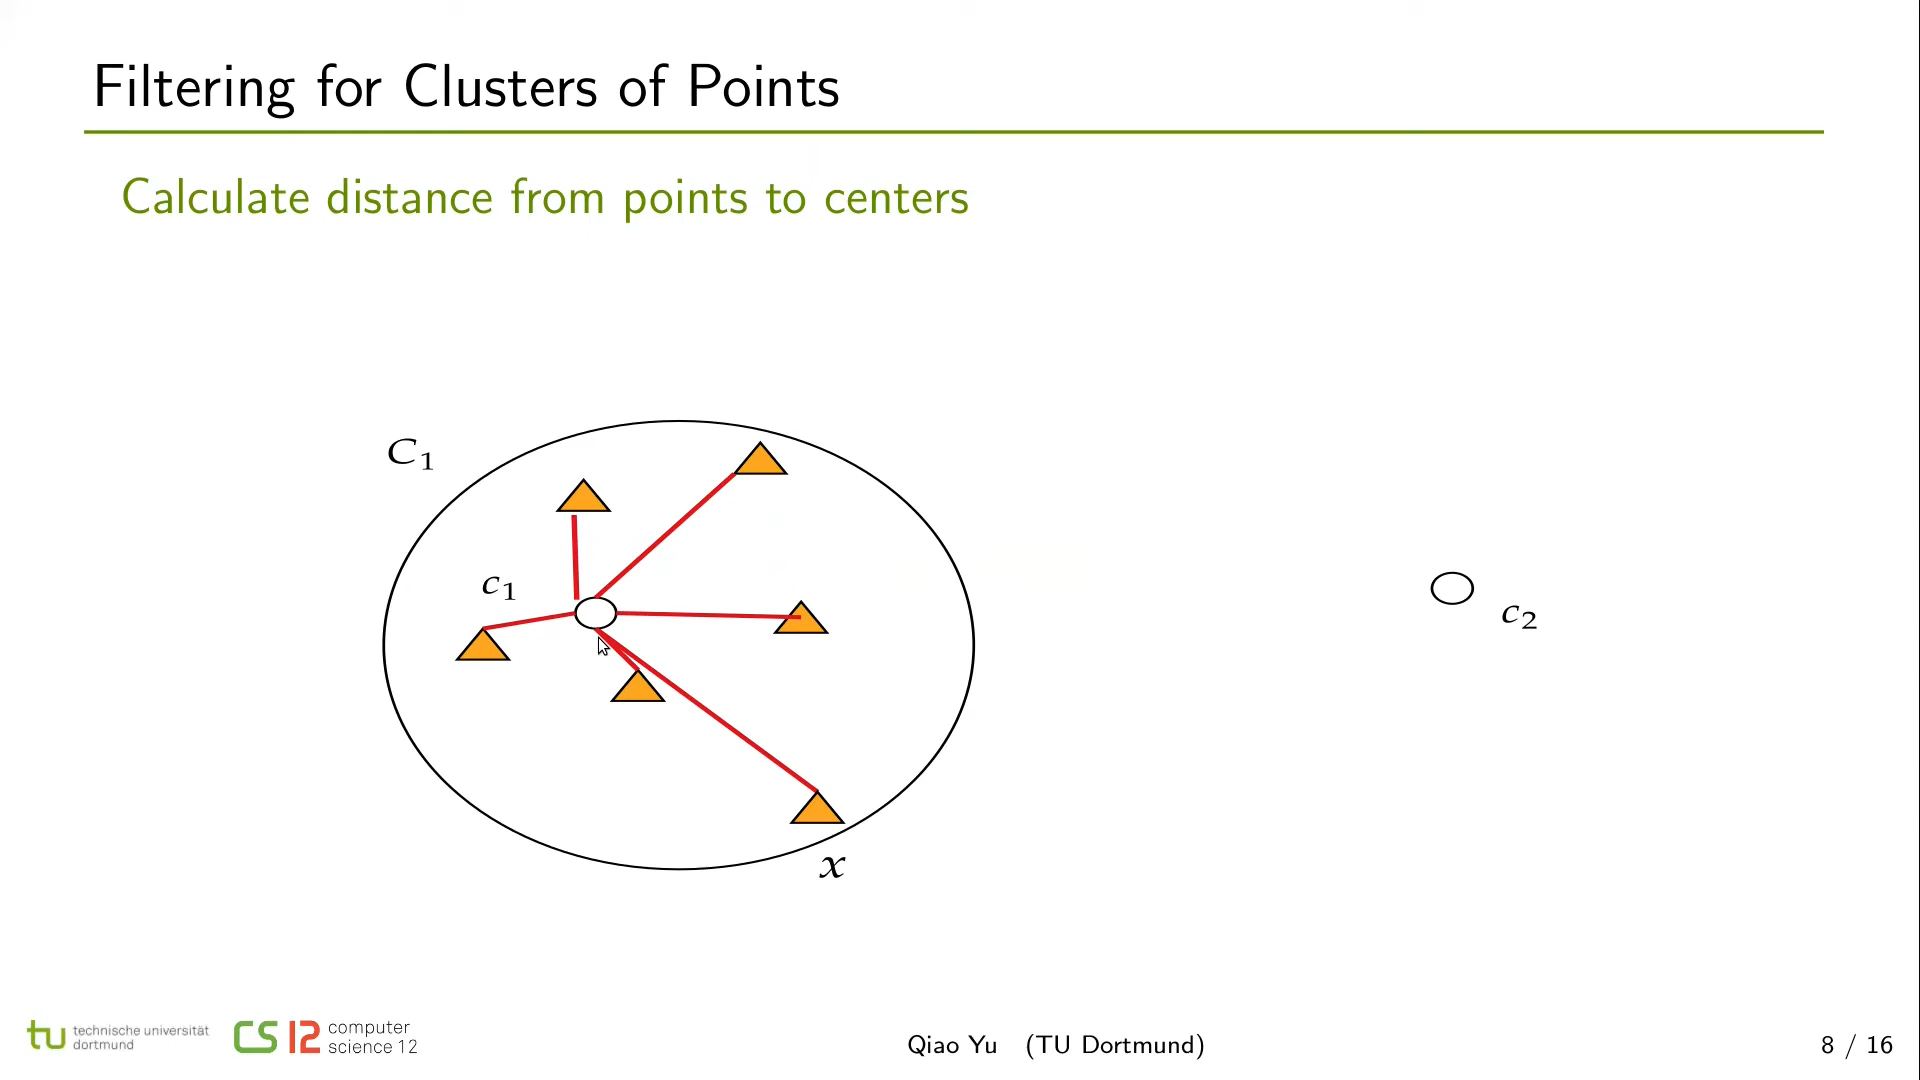 Filtering for Clusters of Points
Calculate distance from points to centers
C₁
c₁
c₂
x
tu technische universität dortmund
CS 12 computer science 12
Qiao Yu (TU Dortmund)
8 / 16